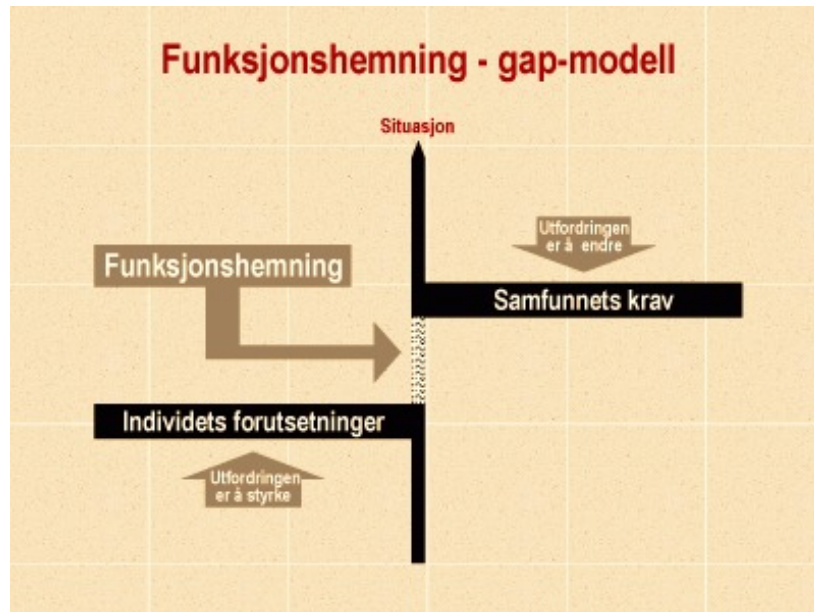 Funksjonshemning - gap-modell
Situasjon
Utfordringen
er å endre
Funksjonshemning
Samfunnets krav
Individets forutsetninger
Utfordringen
er å styrke